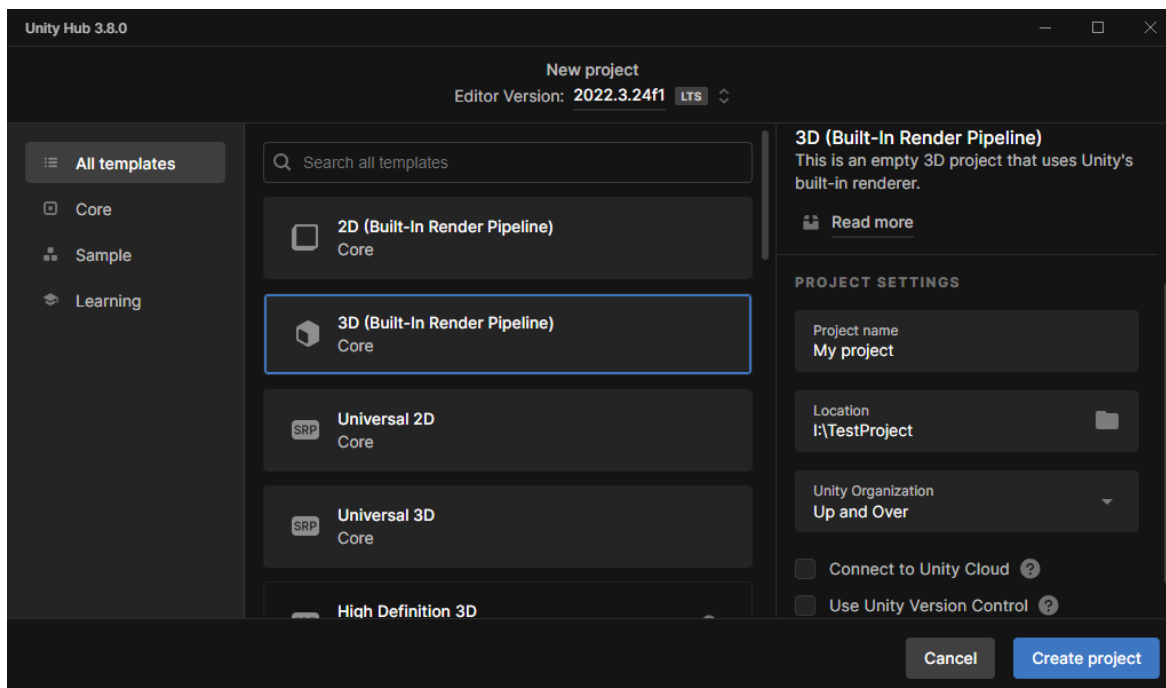 Unity Hub 3.8.0
New project
Editor Version: 2022.3.24f1 LTS
All templates
Core
Sample
Learning
Search all templates
2D (Built-In Render Pipeline)
Core
3D (Built-In Render Pipeline)
Core
SRP
Universal 2D
Core
SRP
Universal 3D
Core
High Definition 3D
3D (Built-In Render Pipeline)
This is an empty 3D project that uses Unity's
built-in renderer.
Read more
PROJECT SETTINGS
Project name
My project
Location
I:\TestProject
Unity Organization
Up and Over
Connect to Unity Cloud ?
Use Unity Version Control ?
Cancel
Create project